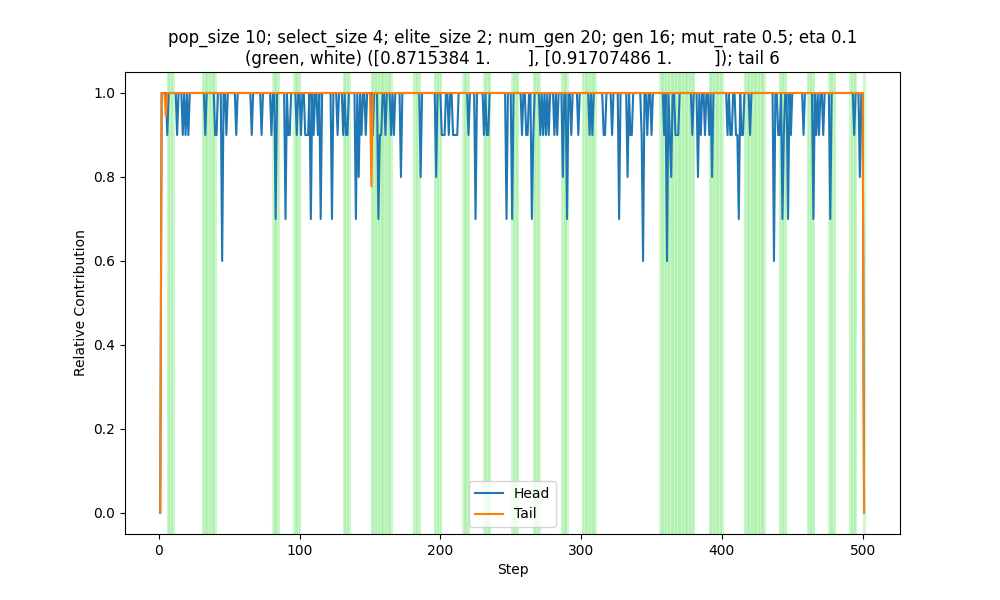 pop_size 10; select_size 4; elite_size 2; num_gen 20; gen 16; mut_rate 0.5; eta 0.1
(green, white) ([0.8715384 1.        ], [0.91707486 1.         ]); tail 6
1.0
0.8
0.6
0.4
0.2
0.0
Relative Contribution
Head
Tail
0
100
200
300
400
500
Step